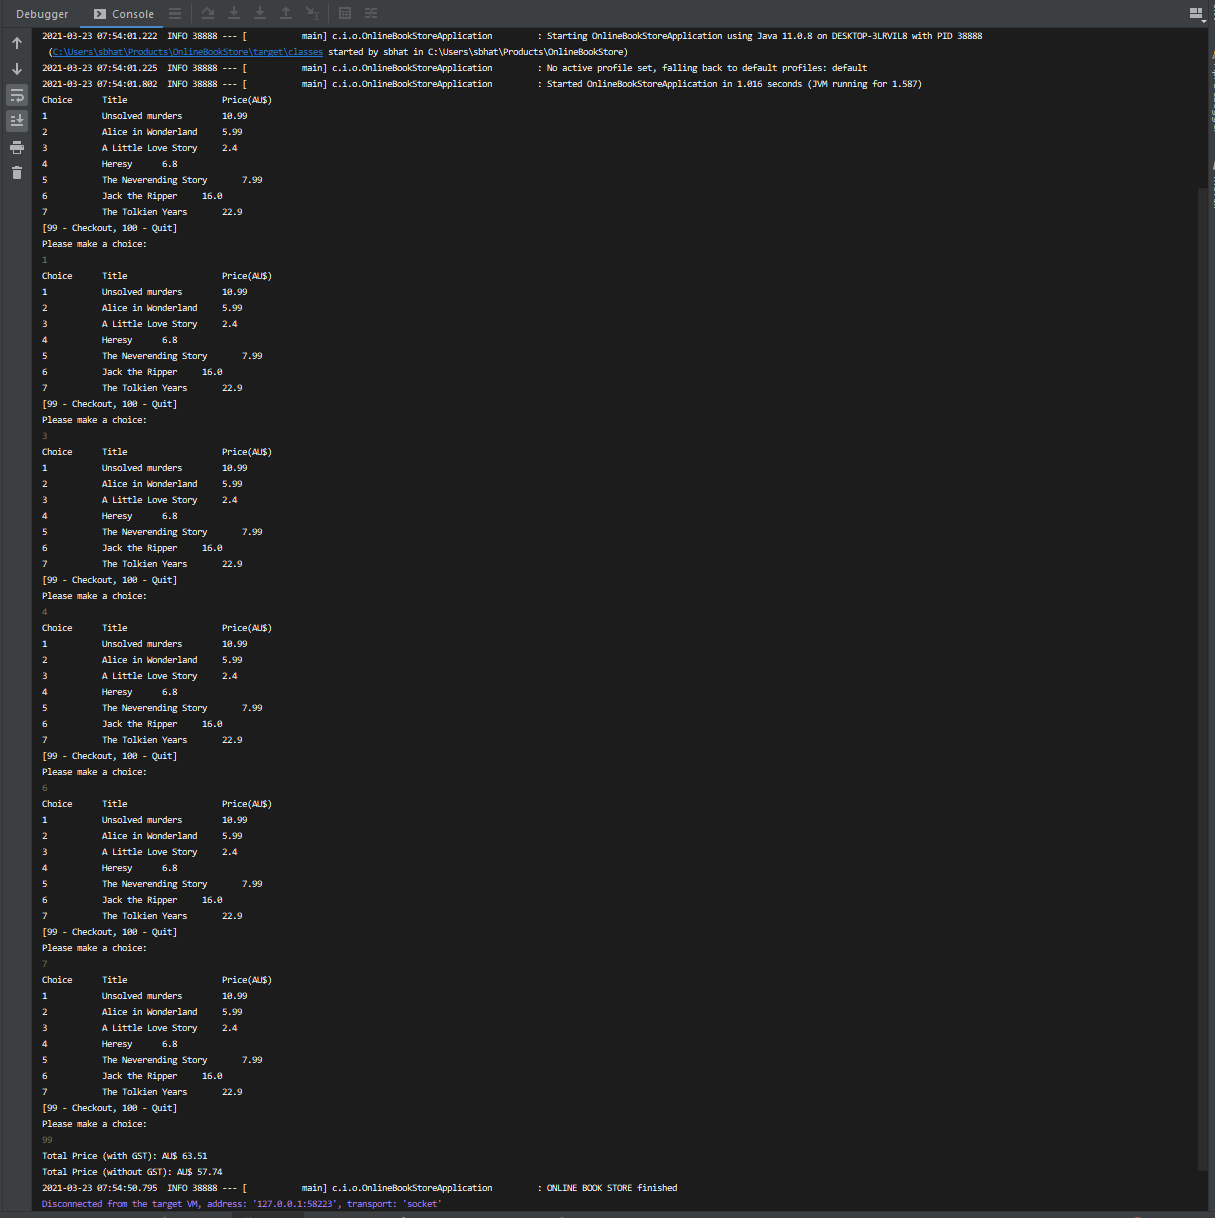 Debugger Console
2021-03-23 07:54:01.222 INFO 38888 --- [ main] c.i.o.OnlineBookStoreApplication : Starting OnlineBookStoreApplication using Java 11.0.8 on DESKTOP-3LRVIL8 with PID 38888
(C:\Users\sbhat\Products\OnlineBookStore\target\classes started by sbhat in C:\Users\sbhat\Products\OnlineBookStore)
2021-03-23 07:54:01.225 INFO 38888 --- [ main] c.i.o.OnlineBookStoreApplication : No active profile set, falling back to default profiles: default
2021-03-23 07:54:01.802 INFO 38888 --- [ main] c.i.o.OnlineBookStoreApplication : Started OnlineBookStoreApplication in 1.016 seconds (JVM running for 1.587)
Choice Title Price(AU$)
1 Unsolved murders 10.99
2 Alice in Wonderland 5.99
3 A Little Love Story 2.4
4 Heresy 6.8
5 The Neverending Story 7.99
6 Jack the Ripper 16.0
7 The Tolkien Years 22.9
[99 - Checkout, 100 - Quit]
Please make a choice:
1
Choice Title Price(AU$)
1 Unsolved murders 10.99
2 Alice in Wonderland 5.99
3 A Little Love Story 2.4
4 Heresy 6.8
5 The Neverending Story 7.99
6 Jack the Ripper 16.0
7 The Tolkien Years 22.9
[99 - Checkout, 100 - Quit]
Please make a choice:
3
Choice Title Price(AU$)
1 Unsolved murders 10.99
2 Alice in Wonderland 5.99
3 A Little Love Story 2.4
4 Heresy 6.8
5 The Neverending Story 7.99
6 Jack the Ripper 16.0
7 The Tolkien Years 22.9
[99 - Checkout, 100 - Quit]
Please make a choice:
4
Choice Title Price(AU$)
1 Unsolved murders 10.99
2 Alice in Wonderland 5.99
3 A Little Love Story 2.4
4 Heresy 6.8
5 The Neverending Story 7.99
6 Jack the Ripper 16.0
7 The Tolkien Years 22.9
[99 - Checkout, 100 - Quit]
Please make a choice:
6
Choice Title Price(AU$)
1 Unsolved murders 10.99
2 Alice in Wonderland 5.99
3 A Little Love Story 2.4
4 Heresy 6.8
5 The Neverending Story 7.99
6 Jack the Ripper 16.0
7 The Tolkien Years 22.9
[99 - Checkout, 100 - Quit]
Please make a choice:
7
Choice Title Price(AU$)
1 Unsolved murders 10.99
2 Alice in Wonderland 5.99
3 A Little Love Story 2.4
4 Heresy 6.8
5 The Neverending Story 7.99
6 Jack the Ripper 16.0
7 The Tolkien Years 22.9
[99 - Checkout, 100 - Quit]
Please make a choice:
99
Total Price (with GST): AU$ 63.51
Total Price (without GST): AU$ 57.74
2021-03-23 07:54:50.795 INFO 38888 --- [ main] c.i.o.OnlineBookStoreApplication : ONLINE BOOK STORE finished
Disconnected from the target VM, address: '127.0.0.1:58223', transport: 'socket'